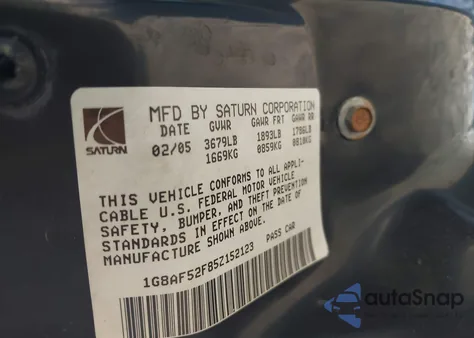 MFD BY SATURN CORPORATION
DATE GVWR GAWR FRT GAWR RR
02/05 3679LB 1893LB 1786LB
1669KG 0859KG 0810KG
SATURN
THIS VEHICLE CONFORMS TO ALL APPLI-
CABLE U.S. FEDERAL MOTOR VEHICLE
SAFETY, BUMPER, AND THEFT PREVENTION
STANDARDS IN EFFECT ON THE DATE OF
MANUFACTURE SHOWN ABOVE.
1G8AF52F85Z152123 PASS CAR
autoSnap